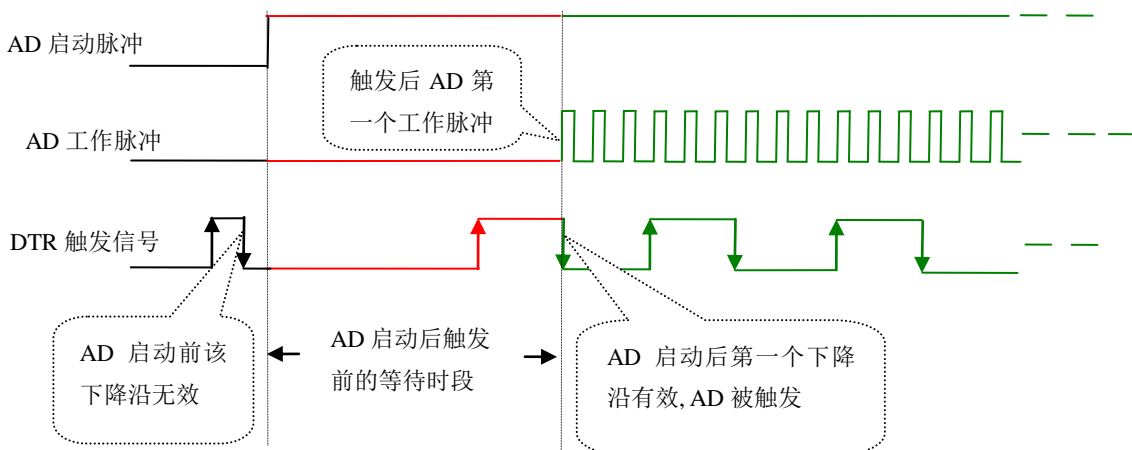 AD 启动脉冲
触发后 AD 第
一个工作脉冲
AD 工作脉冲
DTR 触发信号
AD 启动前该
下降沿无效
AD 启动后触发
前的等待时段
AD 启动后第一个下降
沿有效, AD 被触发